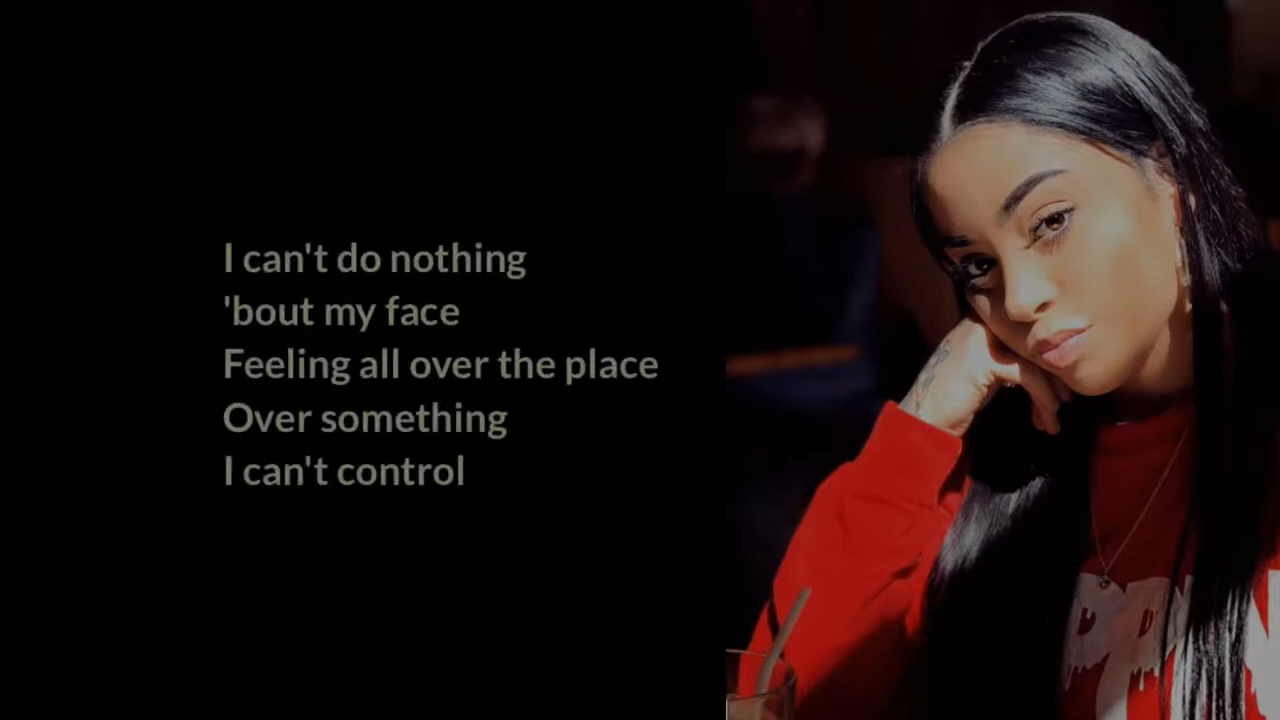 I can't do nothing
'bout my face
Feeling all over the place
Over something
I can't control